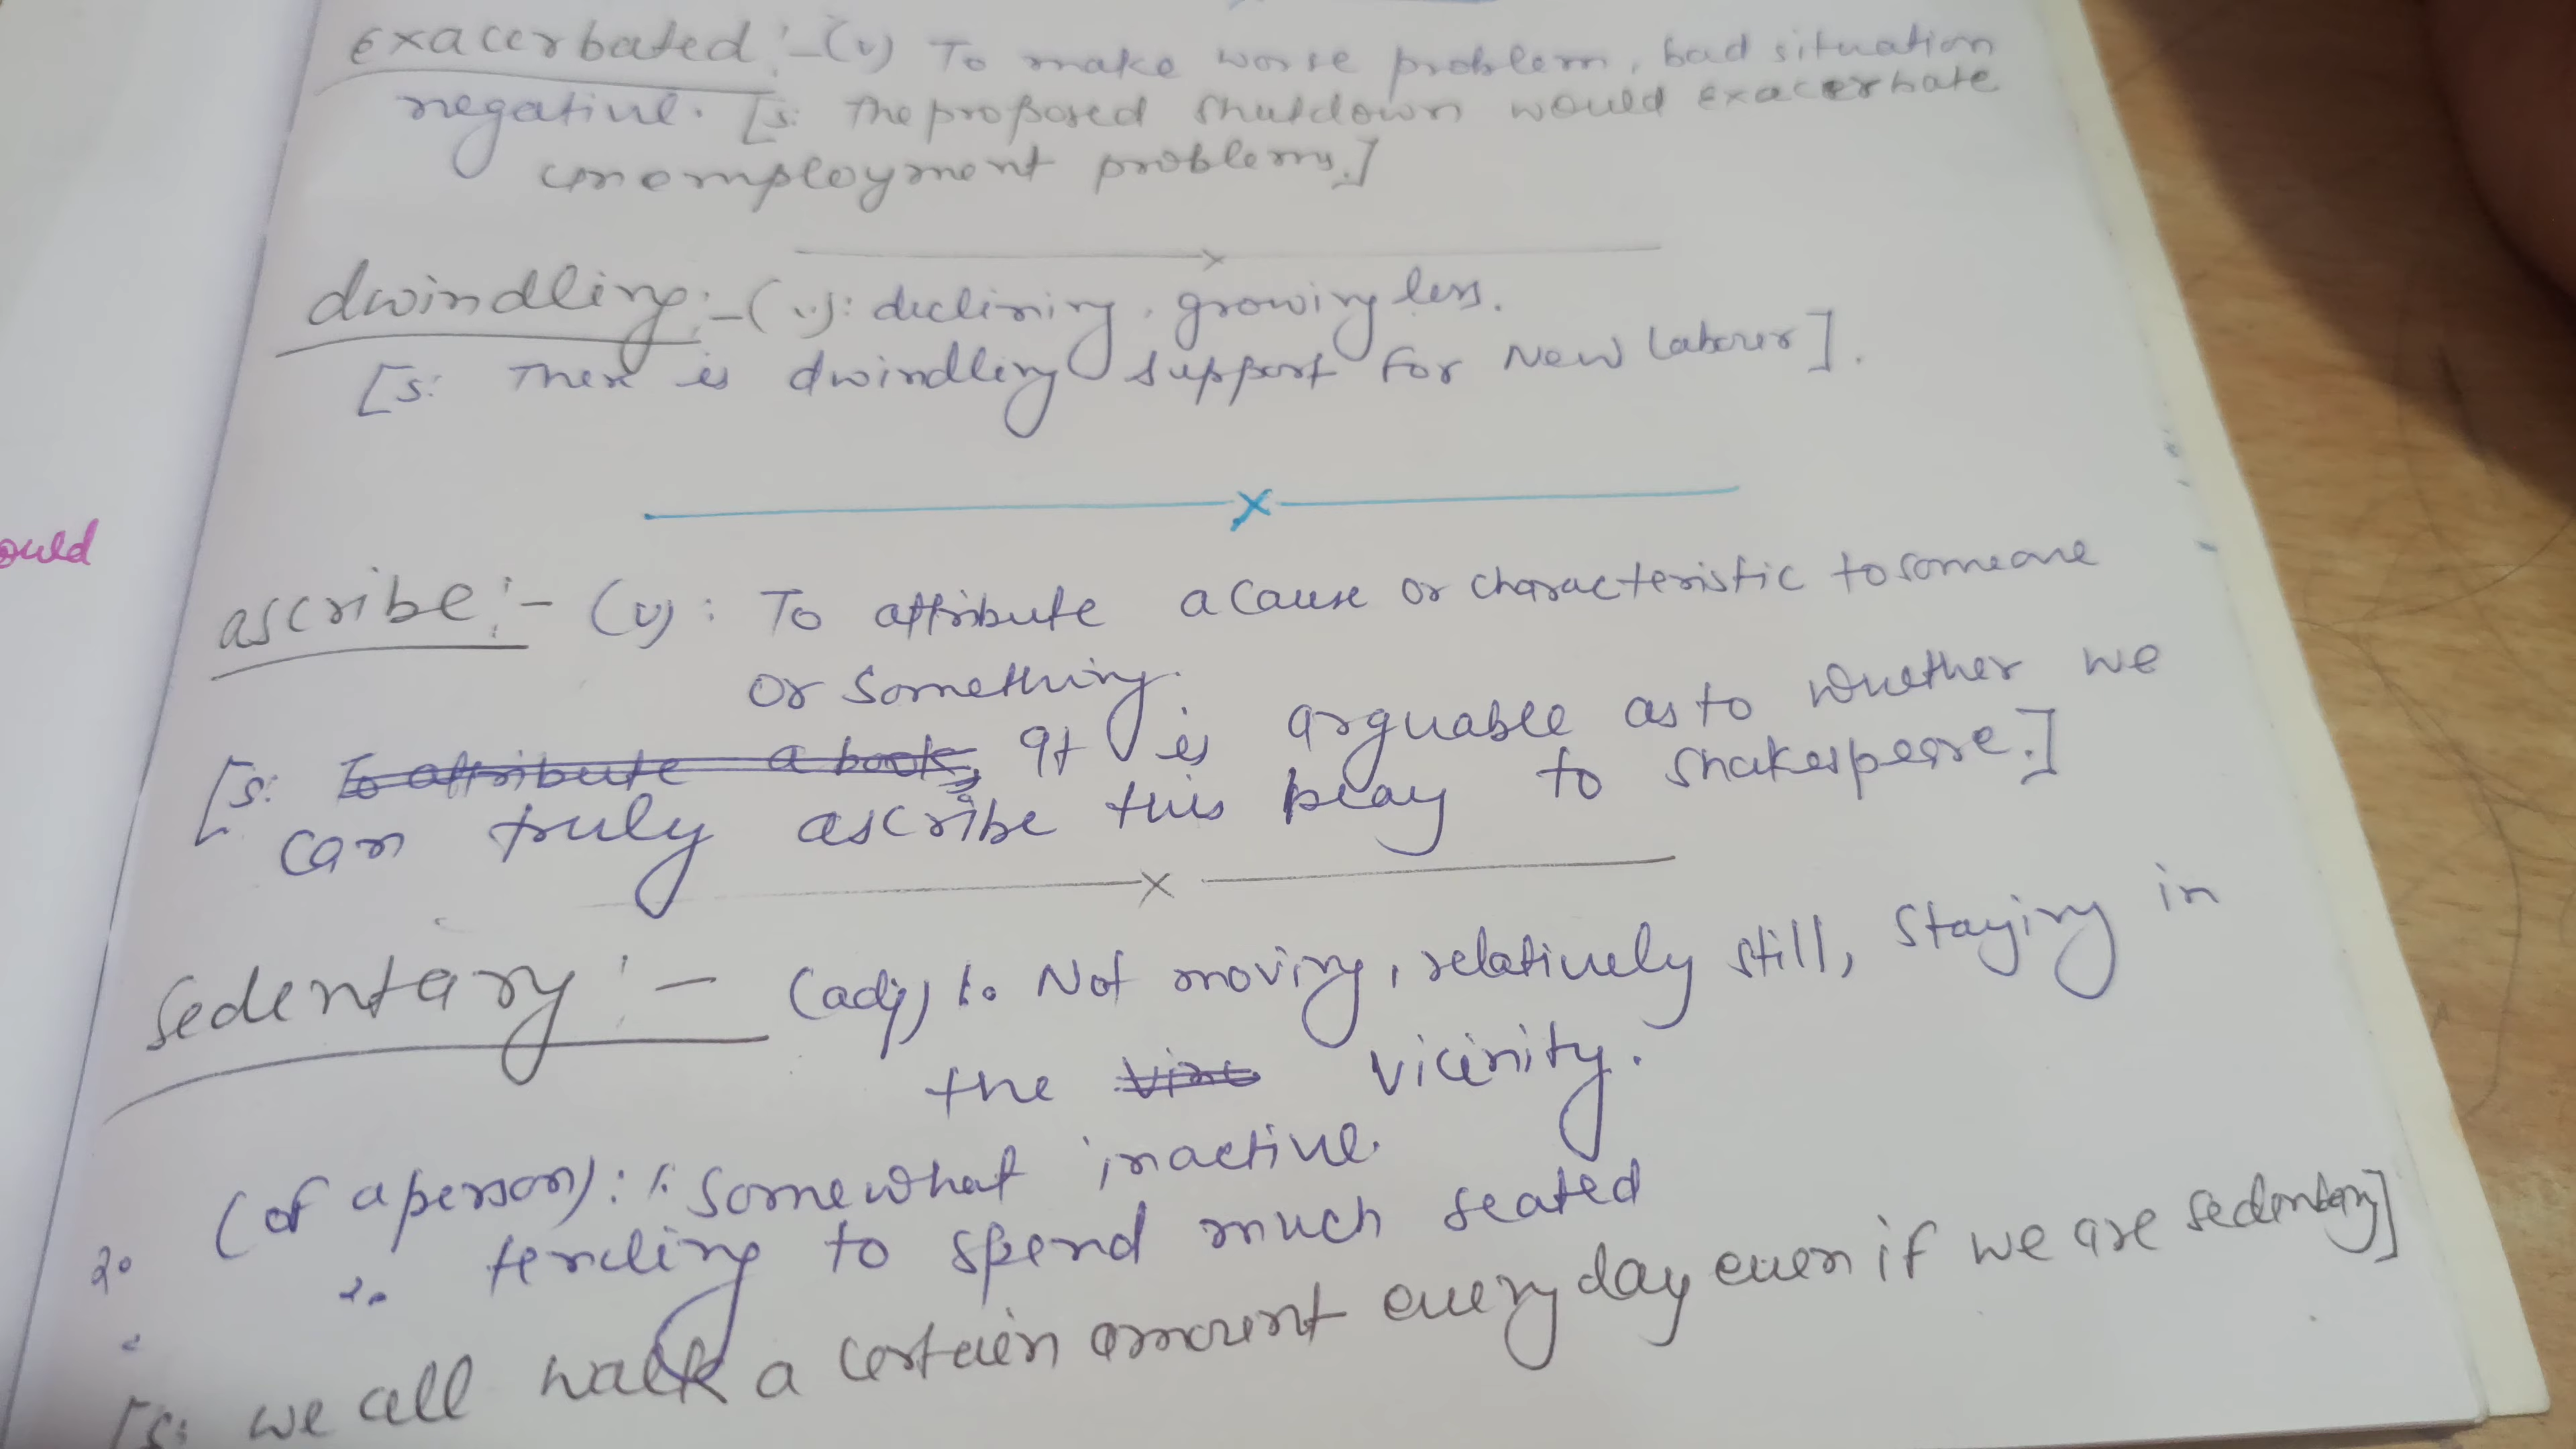 exacerbated :- (v) To make worse problem, bad situation
negative. [s: The proposed shutdown would exacerbate
unemployment problems.]
dwindling :- (v): declining, growing less.
[s: There is dwindling support for New Laborer].
ould
ascribe :- (v): To attribute a cause or characteristic to someone
or something.
[s: To attribute a book, It is arguable as to whether we
can truly ascribe this play to Shakespeare.]
Sedentary :- (adj) 1. Not moving, relatively still, staying in
the vicinity.
2. (of a person): 1. Somewhat inactive.
2. tending to spend much seated
[s: we all walk a certain amount every day even if we are sedentary]